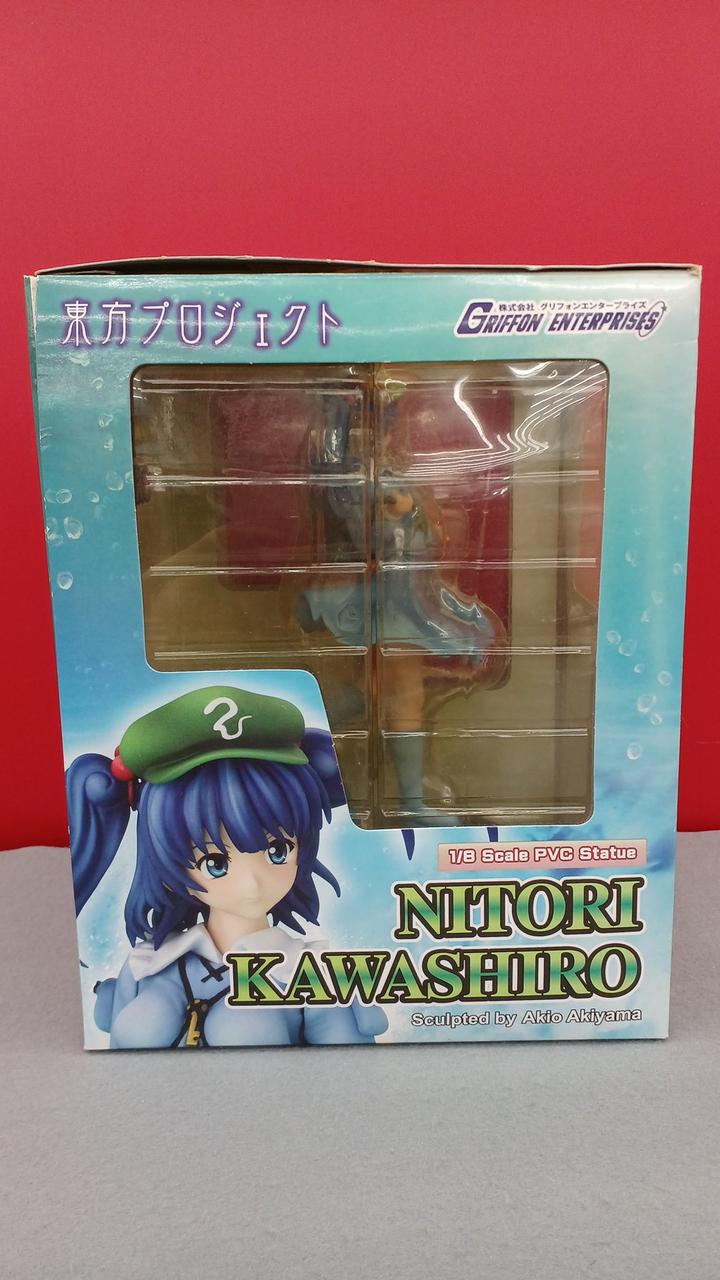 東方プロジェクト
株式会社 グリフォンエンタープライズ
GRIFFON ENTERPRISES
1/8 Scale PVC Statue
NITORI
KAWASHIRO
Sculpted by Akio Akiyama